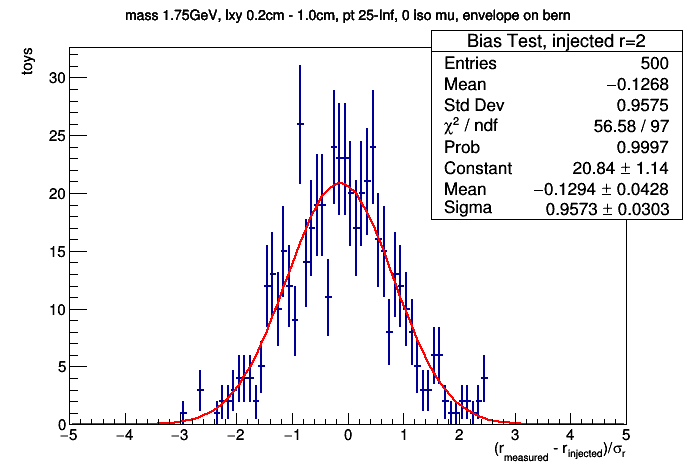 mass 1.75GeV, lxy 0.2cm - 1.0cm, pt 25-Inf, 0 Iso mu, envelope on bern
toys
Bias Test, injected r=2
Entries 500
Mean −0.1268
Std Dev 0.9575
χ² / ndf 56.58 / 97
Prob 0.9997
Constant 20.84 ± 1.14
Mean −0.1294 ± 0.0428
Sigma 0.9573 ± 0.0303
30
25
20
15
10
5
0
−5 −4 −3 −2 −1 0 1 2 3 4 5
(r_measured - r_injected)/σ_r